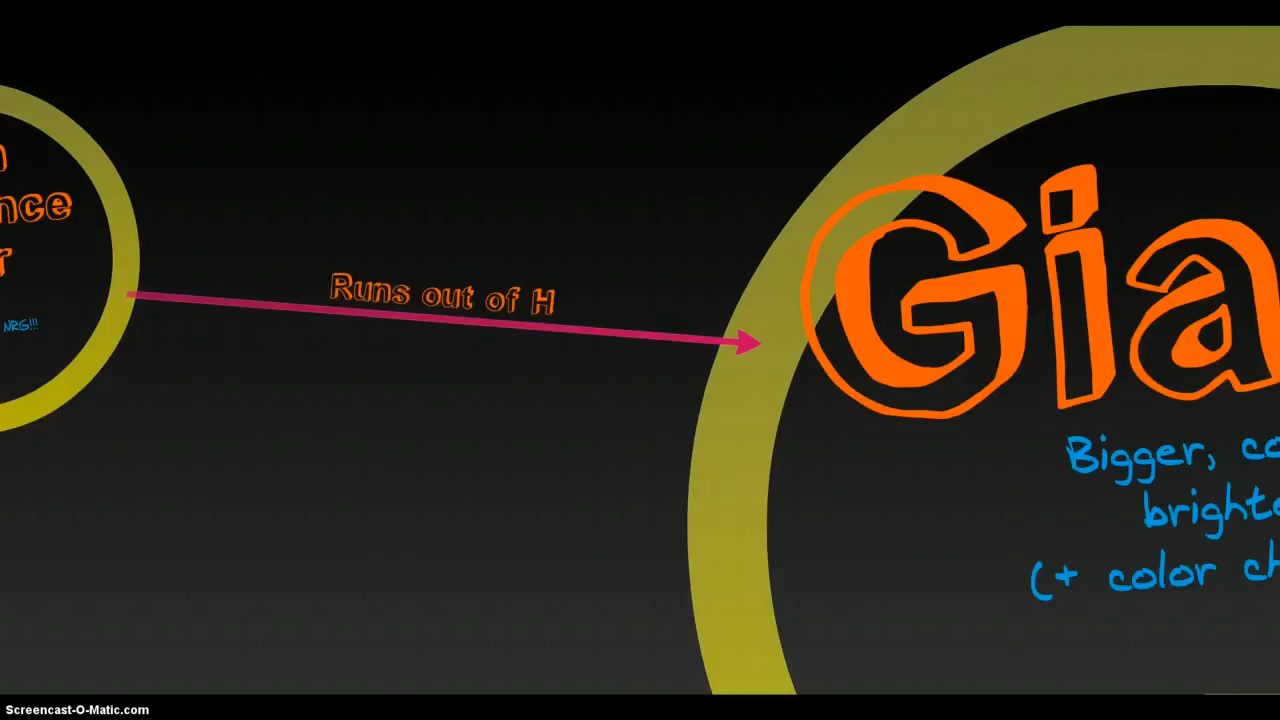 nce
NRG!!!
Runs out of H
Gia
Bigger, co
brighte
(+ color ch
Screencast-O-Matic.com